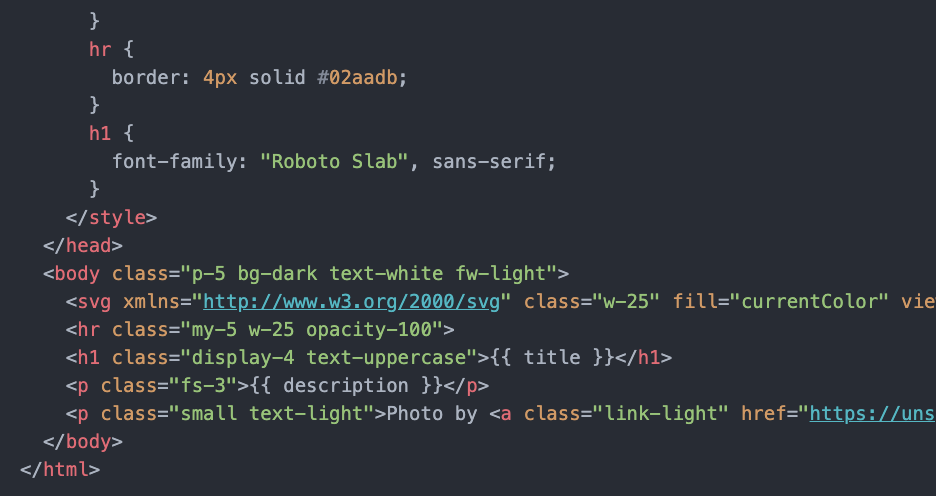 }
hr {
border: 4px solid #02aadb;
}
h1 {
font-family: "Roboto Slab", sans-serif;
}
</style>
</head>
<body class="p-5 bg-dark text-white fw-light">
<svg xmlns="http://www.w3.org/2000/svg" class="w-25" fill="currentColor" vie
<hr class="my-5 w-25 opacity-100">
<h1 class="display-4 text-uppercase">{{ title }}</h1>
<p class="fs-3">{{ description }}</p>
<p class="small text-light">Photo by <a class="link-light" href="https://uns
</body>
</html>